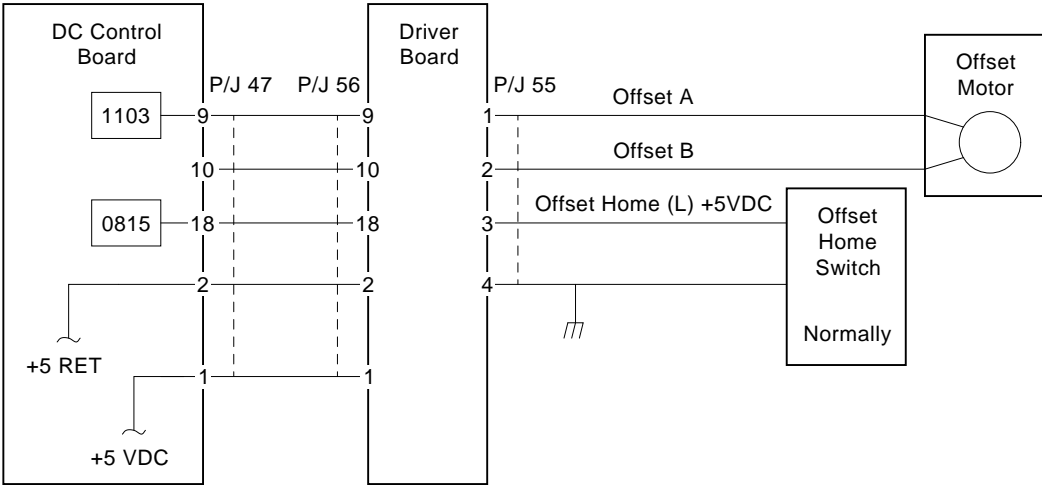 DC Control
Board
Driver
Board
Offset
Motor
P/J 47
P/J 56
P/J 55
Offset A
1103
9
9
1
Offset B
10
10
2
Offset Home (L) +5VDC
0815
18
18
3
Offset
Home
Switch
2
2
4
Normally
+5 RET
1
1
+5 VDC